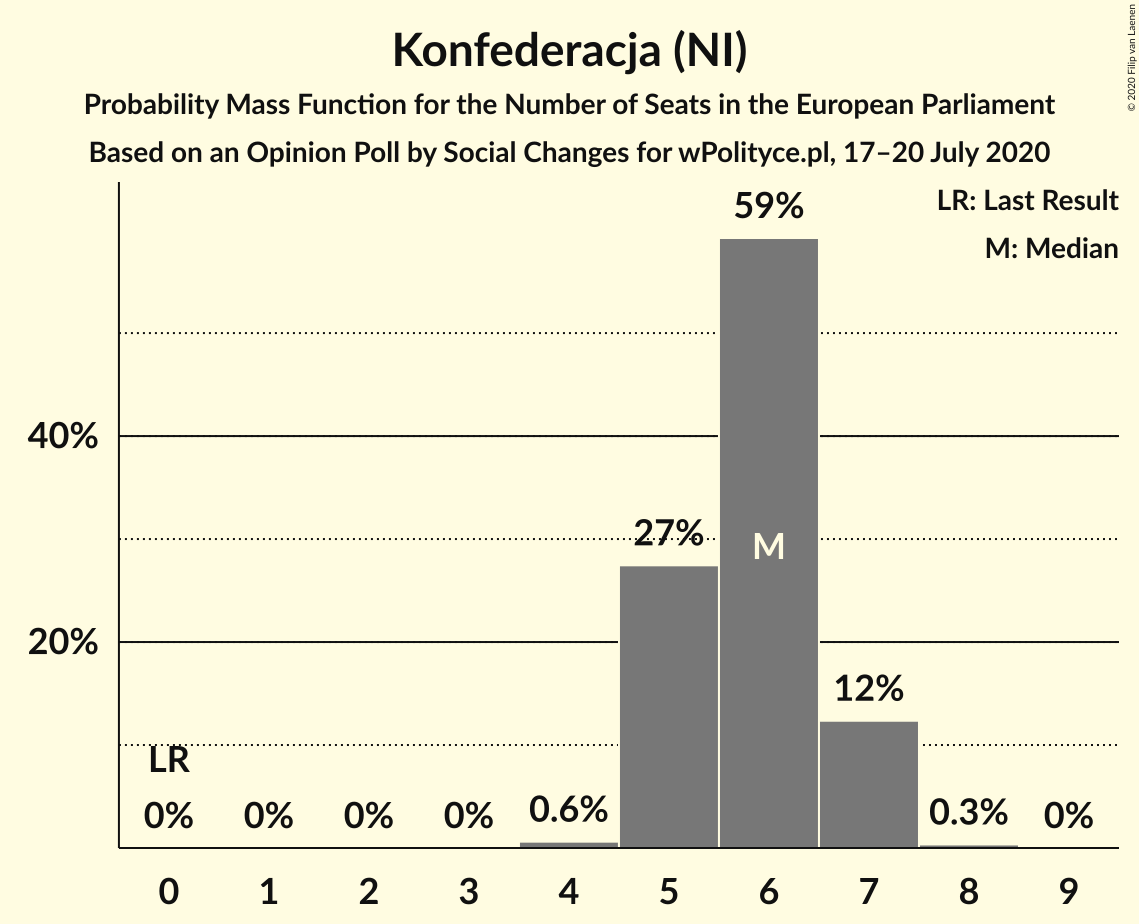 Konfederacja (NI)
Probability Mass Function for the Number of Seats in the European Parliament
Based on an Opinion Poll by Social Changes for wPolityce.pl, 17–20 July 2020
© 2020 Filip van Laenen
LR: Last Result
M: Median
59%
40%
27%
M
20%
12%
LR
0% 0% 0% 0% 0.6% 0.3% 0%
0 1 2 3 4 5 6 7 8 9